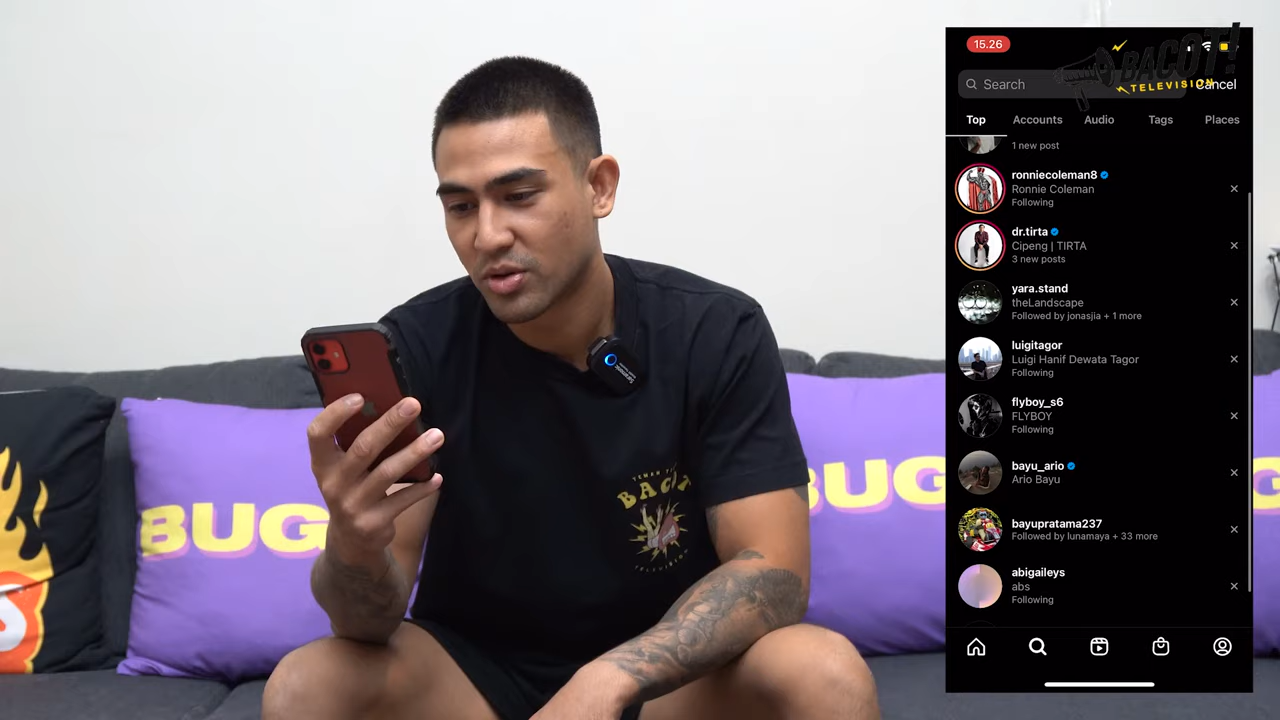 15.26
BACOT!
TELEVISION
Search
Cancel
Top
Accounts
Audio
Tags
Places
1 new post
ronniecoleman8
Ronnie Coleman
Following
dr.tirta
Cipeng | TIRTA
3 new posts
yara.stand
theLandscape
Followed by jonasjia + 1 more
luigitagor
Luigi Hanif Dewata Tagor
Following
flyboy_s6
FLYBOY
Following
bayu_ario
Ario Bayu
bayupratama237
Followed by lunamaya + 33 more
abigaileys
abs
Following
BUG
BUG
S
BACOT
TELEVISION